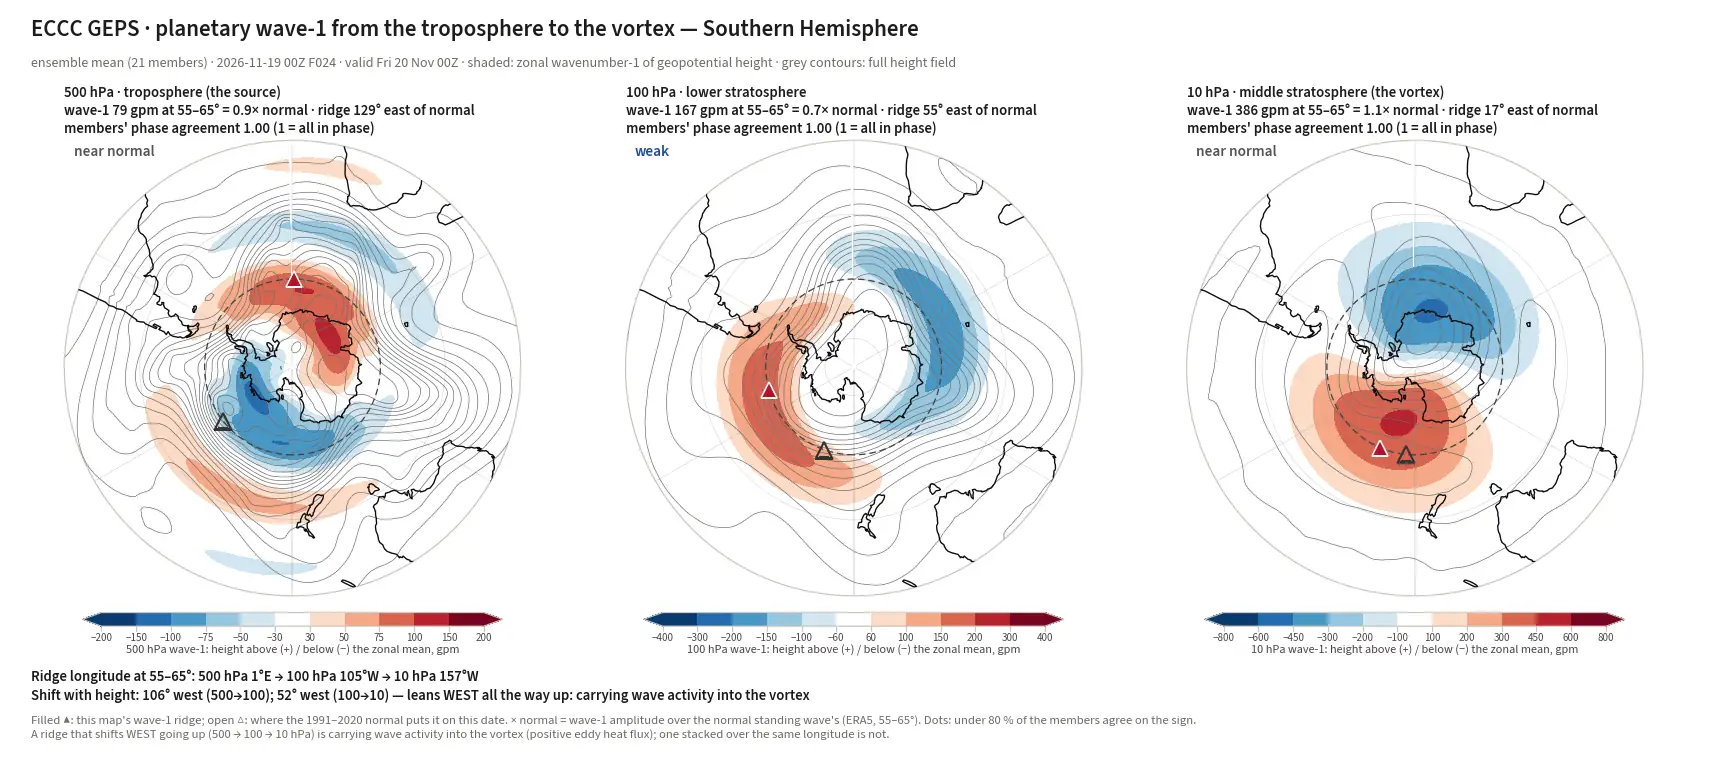 ECCC GEPS · planetary wave-1 from the troposphere to the vortex — Southern Hemisphere
ensemble mean (21 members) · 2026-11-19 00Z F024 · valid Fri 20 Nov 00Z · shaded: zonal wavenumber-1 of geopotential height · grey contours: full height field
500 hPa · troposphere (the source)
wave-1 79 gpm at 55–65° = 0.9× normal · ridge 129° east of normal
members' phase agreement 1.00 (1 = all in phase)
near normal
100 hPa · lower stratosphere
wave-1 167 gpm at 55–65° = 0.7× normal · ridge 55° east of normal
members' phase agreement 1.00 (1 = all in phase)
weak
10 hPa · middle stratosphere (the vortex)
wave-1 386 gpm at 55–65° = 1.1× normal · ridge 17° east of normal
members' phase agreement 1.00 (1 = all in phase)
near normal
−200 −150 −100 −75 −50 −30 30 50 75 100 150 200
500 hPa wave-1: height above (+) / below (−) the zonal mean, gpm
−400 −300 −200 −150 −100 −60 60 100 150 200 300 400
100 hPa wave-1: height above (+) / below (−) the zonal mean, gpm
−800 −600 −450 −300 −200 −100 100 200 300 450 600 800
10 hPa wave-1: height above (+) / below (−) the zonal mean, gpm
Ridge longitude at 55–65°: 500 hPa 1°E → 100 hPa 105°W → 10 hPa 157°W
Shift with height: 106° west (500→100); 52° west (100→10) — leans WEST all the way up: carrying wave activity into the vortex
Filled ▲: this map's wave-1 ridge; open △: where the 1991–2020 normal puts it on this date. × normal = wave-1 amplitude over the normal standing wave's (ERA5, 55–65°). Dots: under 80 % of the members agree on the sign.
A ridge that shifts WEST going up (500 → 100 → 10 hPa) is carrying wave activity into the vortex (positive eddy heat flux); one stacked over the same longitude is not.